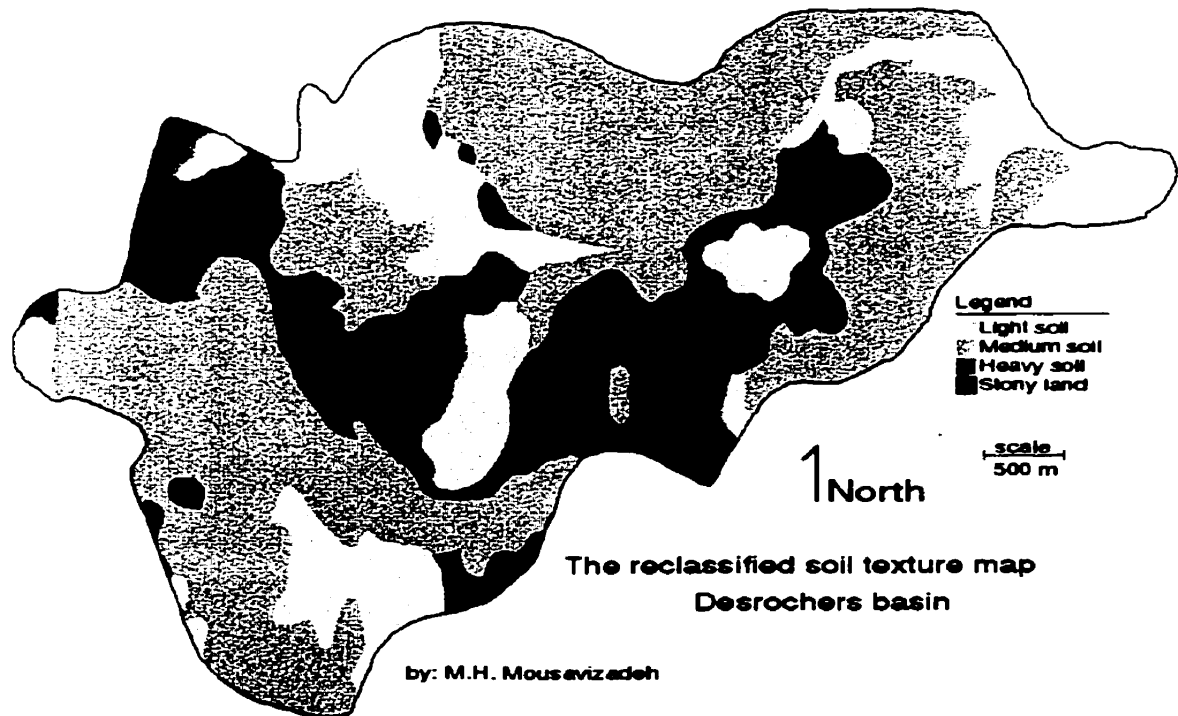 Legend
Light soil
Medium soil
Heavy soil
Stony land
scale
500 m
North
The reclassified soil texture map
Desrochers basin
by: M.H. Mousavizadeh